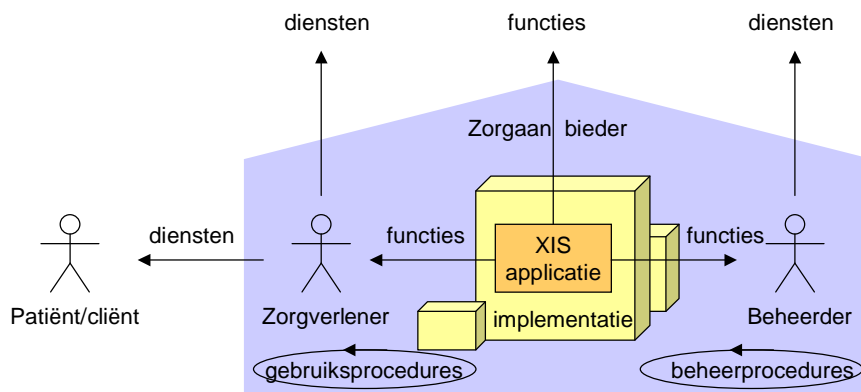 diensten
functies
diensten
Zorgaan bieder
diensten
functies
XIS
applicatie
functies
Patiënt/cliënt
Zorgverlener
implementatie
Beheerder
gebruiksprocedures
beheerprocedures